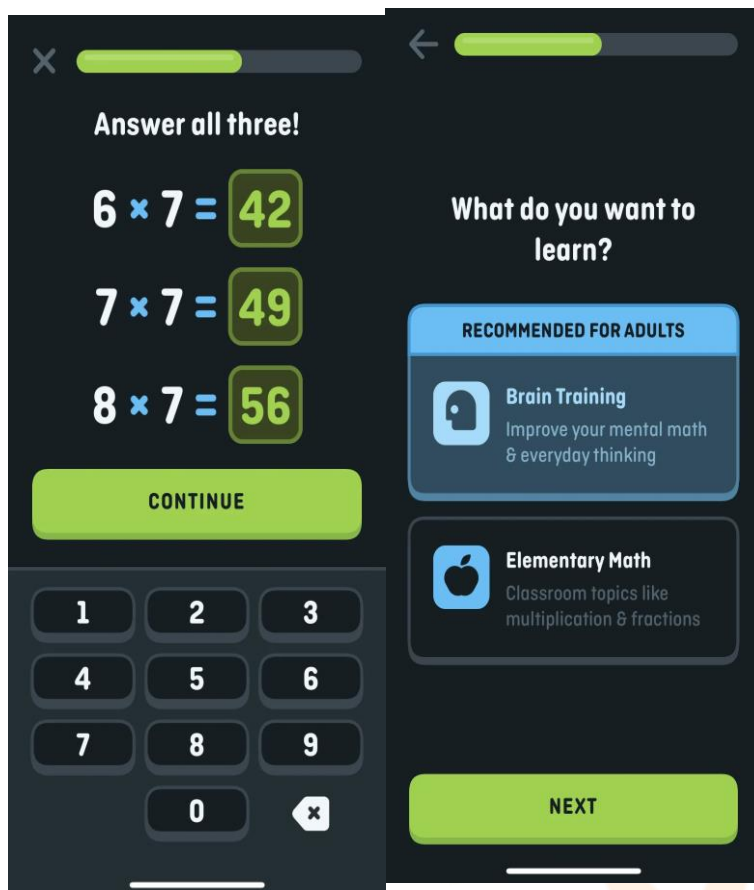 Answer all three!
6 × 7 = 42
7 × 7 = 49
8 × 7 = 56
CONTINUE
1 2 3
4 5 6
7 8 9
0
What do you want to
learn?
RECOMMENDED FOR ADULTS
Brain Training
Improve your mental math
& everyday thinking
Elementary Math
Classroom topics like
multiplication & fractions
NEXT